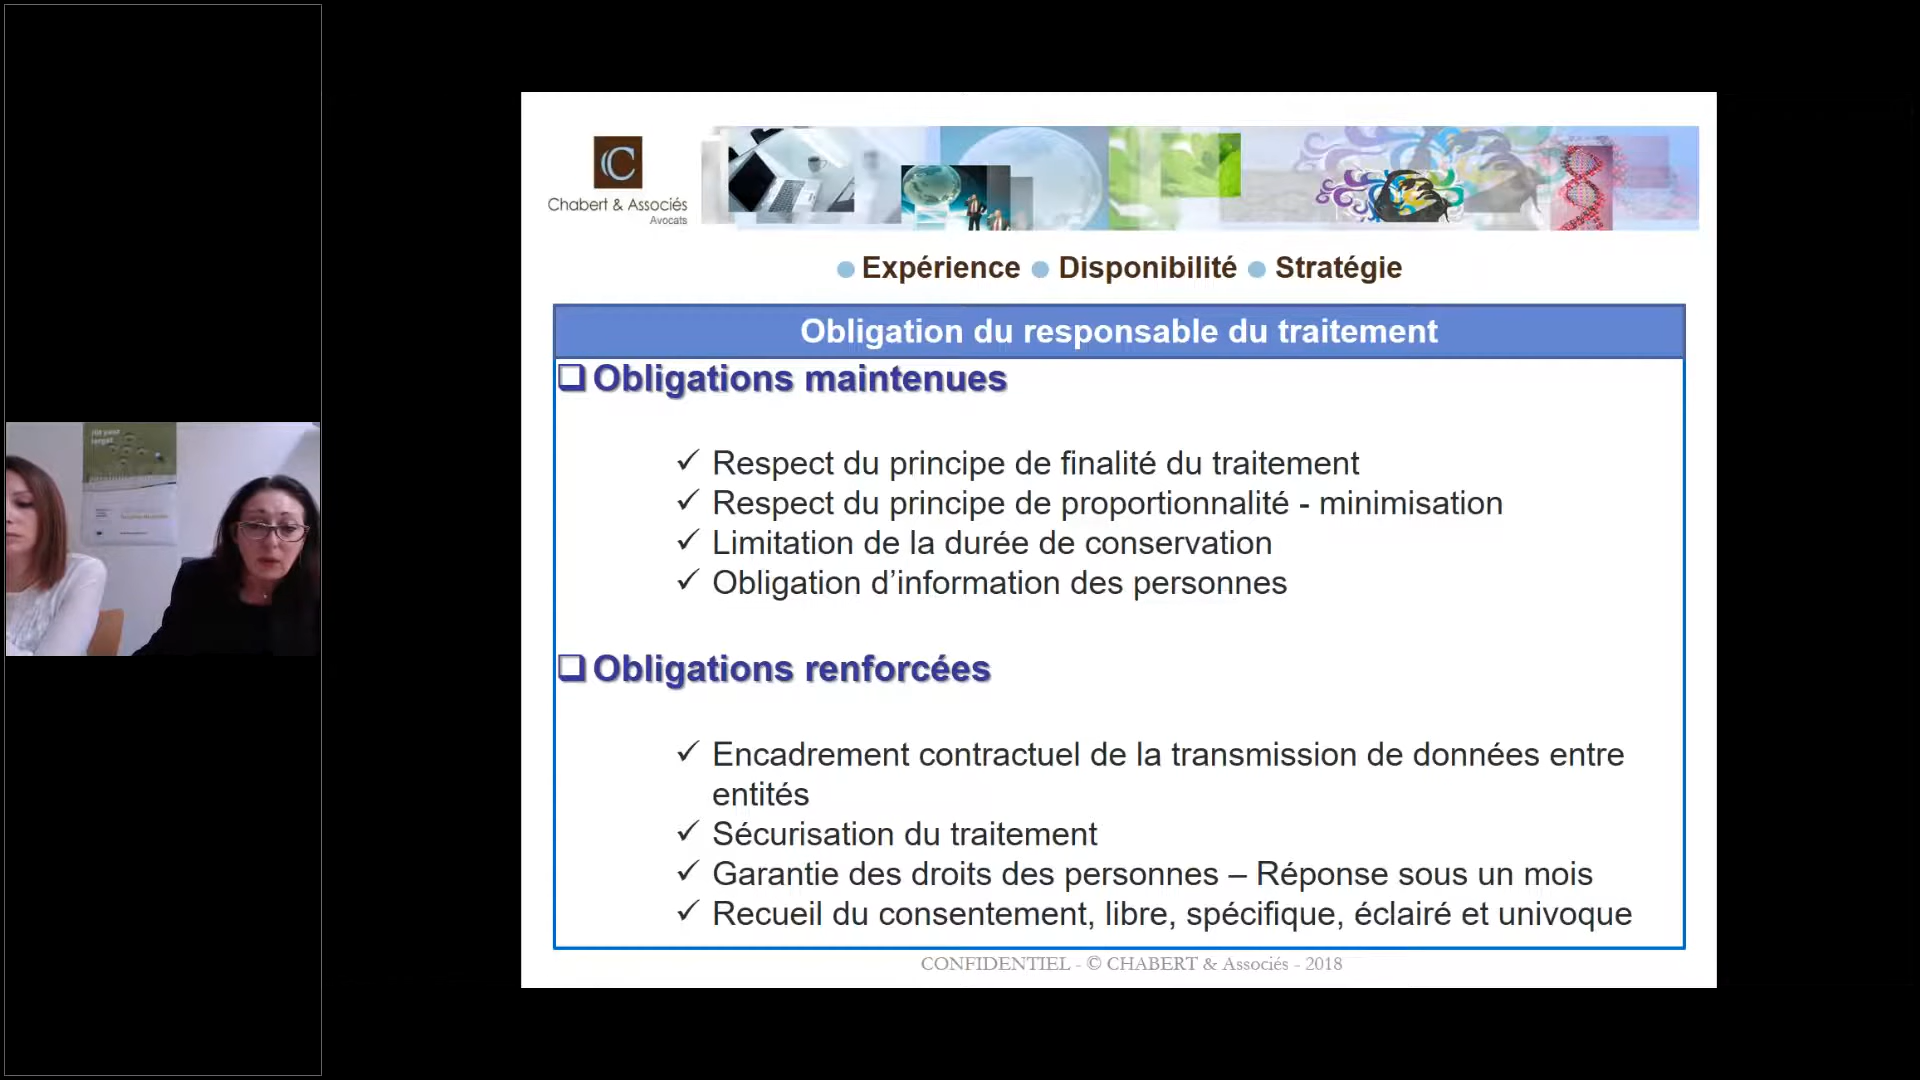 C
Chabert & Associés
Avocats
Expérience Disponibilité Stratégie
Obligation du responsable du traitement
Obligations maintenues
✓ Respect du principe de finalité du traitement
✓ Respect du principe de proportionnalité - minimisation
✓ Limitation de la durée de conservation
✓ Obligation d’information des personnes
Obligations renforcées
✓ Encadrement contractuel de la transmission de données entre
entités
✓ Sécurisation du traitement
✓ Garantie des droits des personnes – Réponse sous un mois
✓ Recueil du consentement, libre, spécifique, éclairé et univoque
CONFIDENTIEL - © CHABERT & Associés - 2018